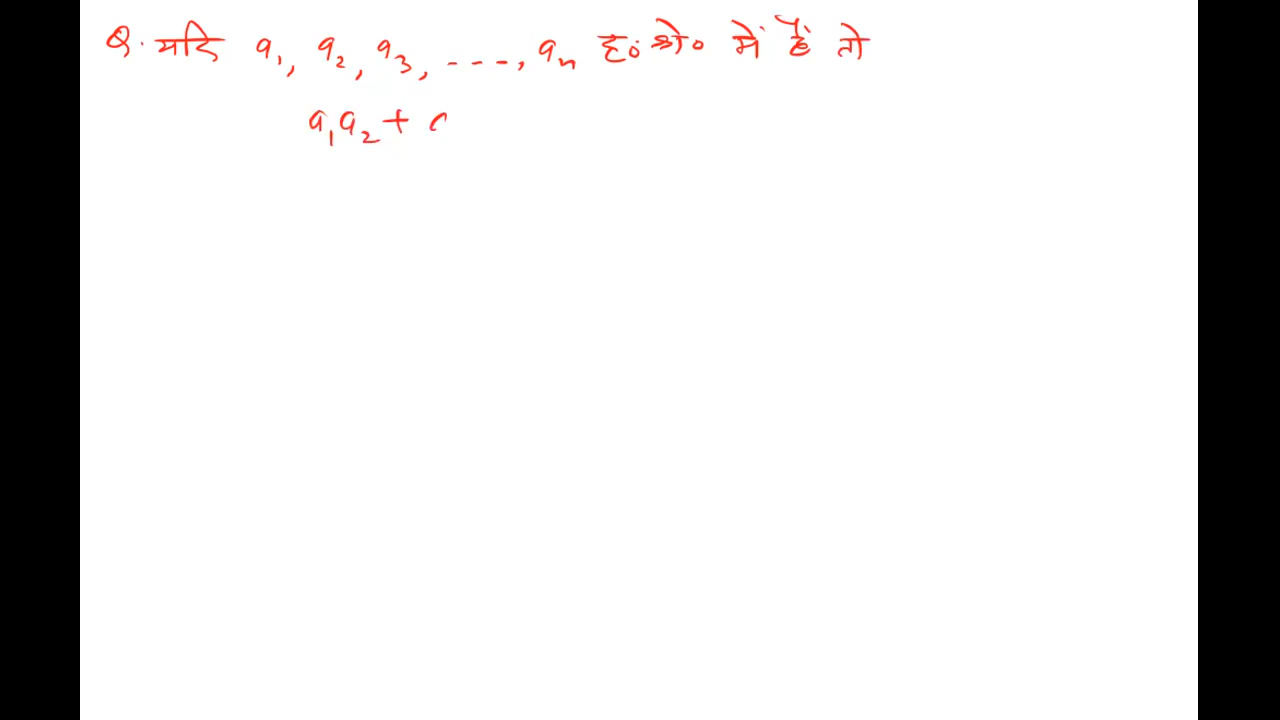 Q. यदि a₁, a₂, a₃, ----, aₙ ह० श्रे० में हैं तो
a₁a₂ +